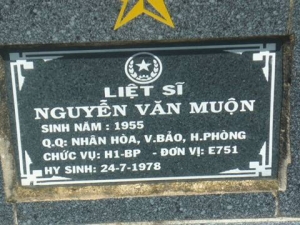 LIỆT SĨ
NGUYỄN VĂN MUỘN
SINH NĂM : 1955
Q.Q: NHÂN HÒA, V.BẢO, H.PHÒNG
CHỨC VỤ: H1-BP - ĐƠN VỊ: E751
HY SINH: 24-7-1978